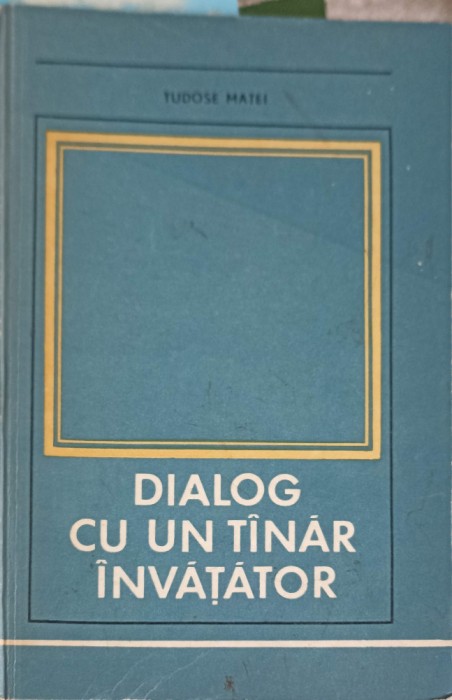 TUDOSE MATEI
DIALOG
CU UN TÎNĂR
ÎNVĂȚĂTOR